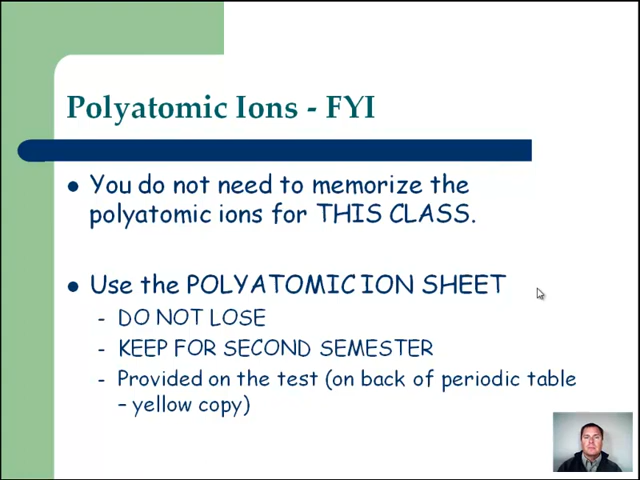 Polyatomic Ions - FYI
You do not need to memorize the
polyatomic ions for THIS CLASS.
Use the POLYATOMIC ION SHEET
- DO NOT LOSE
- KEEP FOR SECOND SEMESTER
- Provided on the test (on back of periodic table
– yellow copy)